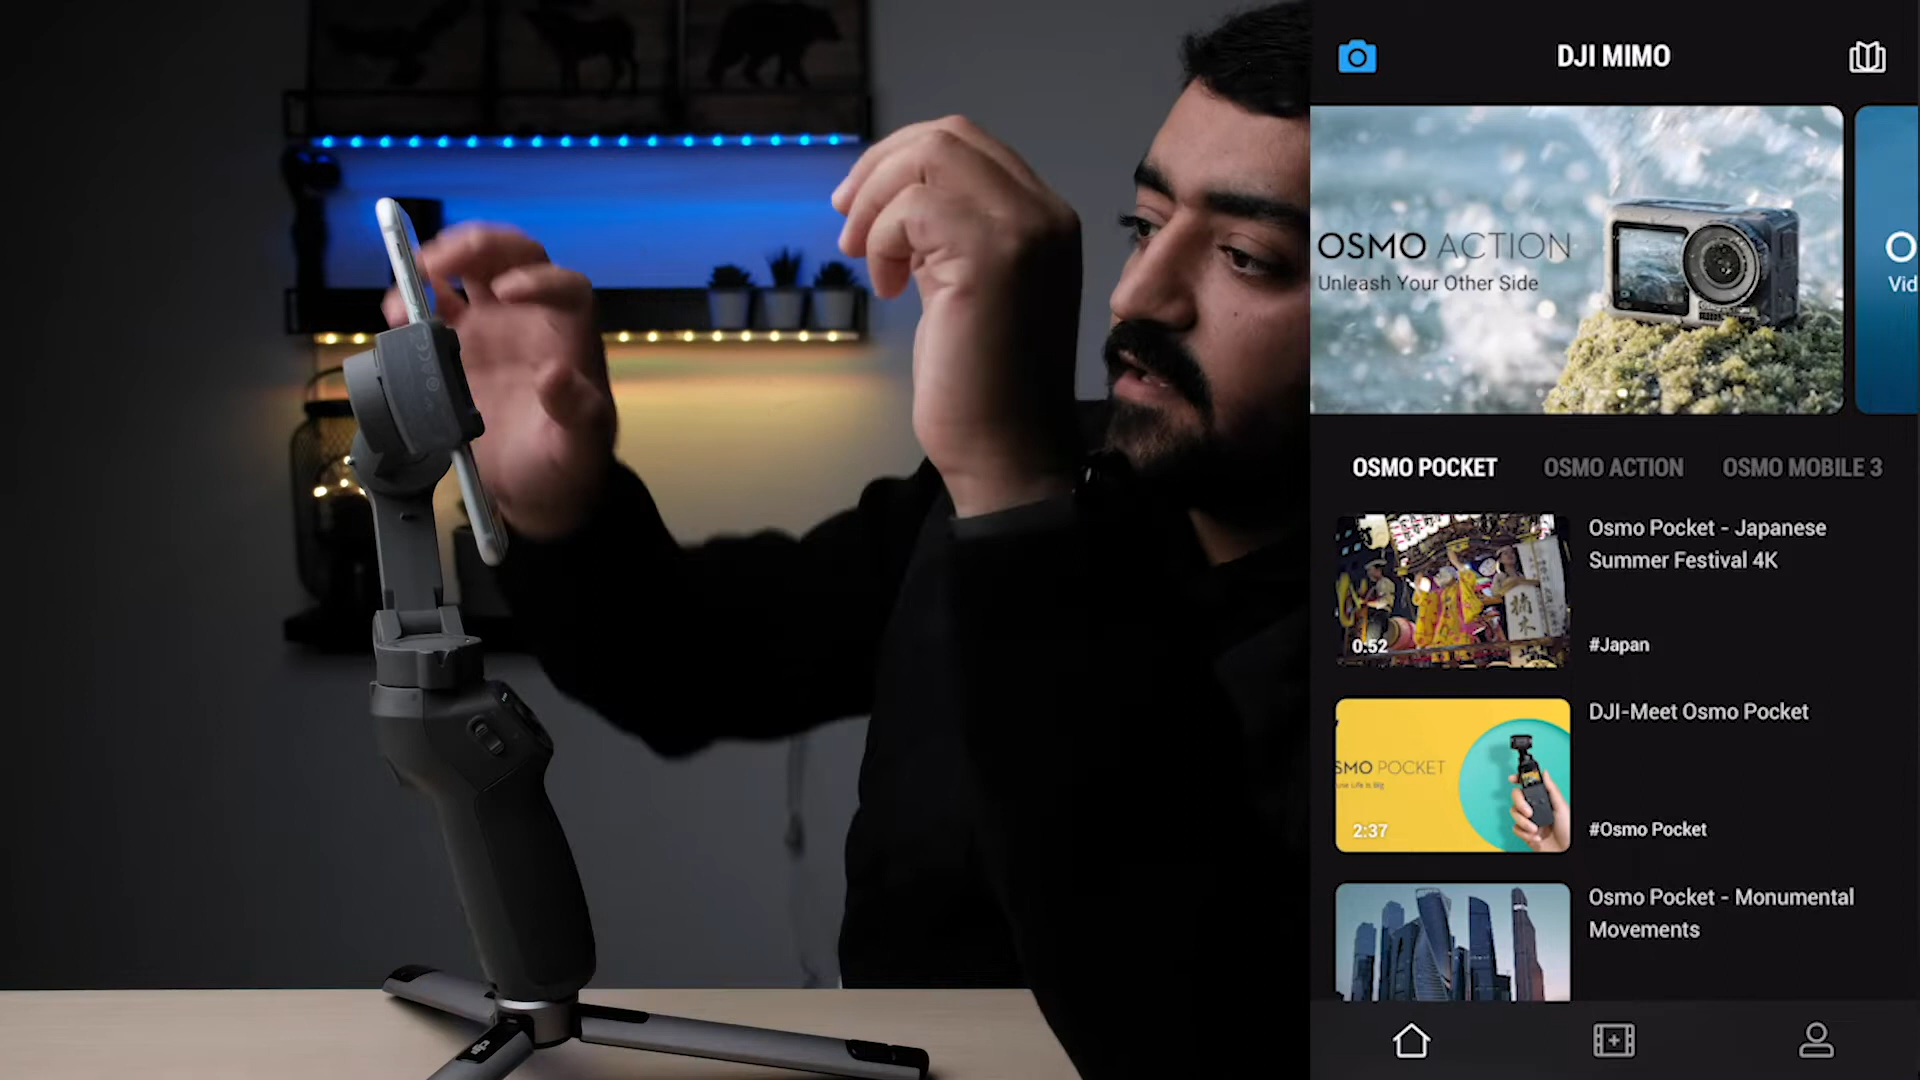 DJI MIMO
OSMO ACTION
Unleash Your Other Side
O
Vid
OSMO POCKET
OSMO ACTION
OSMO MOBILE 3
Osmo Pocket - Japanese
Summer Festival 4K
#Japan
0:52
DJI-Meet Osmo Pocket
SMO POCKET
2:37
#Osmo Pocket
Osmo Pocket - Monumental
Movements
dji